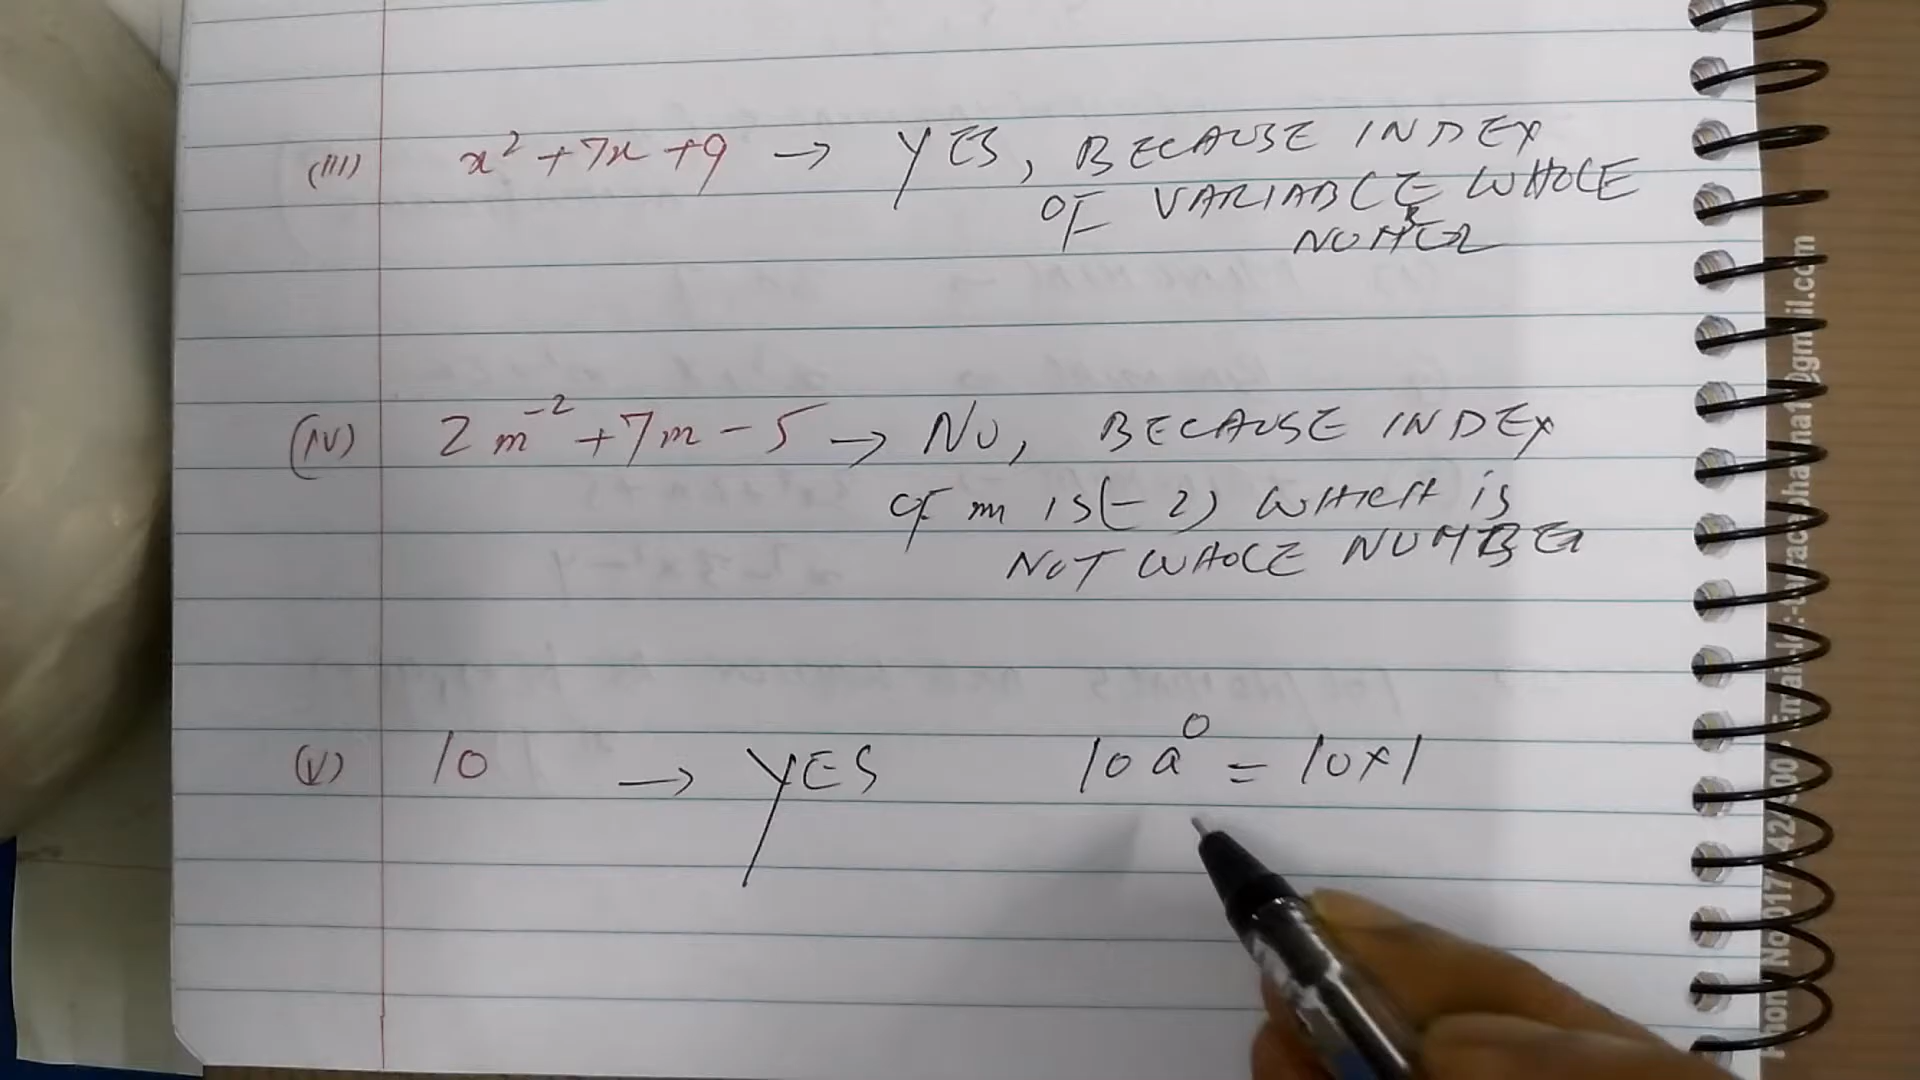 (III) x² + 7x + 9 → YES, BECAUSE INDEX
OF VARIABLE WHOLE
NUMBER
(IV) 2m⁻² + 7m - 5 → NO, BECAUSE INDEX
OF m IS (-2) WHICH IS
NOT WHOLE NUMBER
(V) 10 → YES 10a⁰ = 10×1